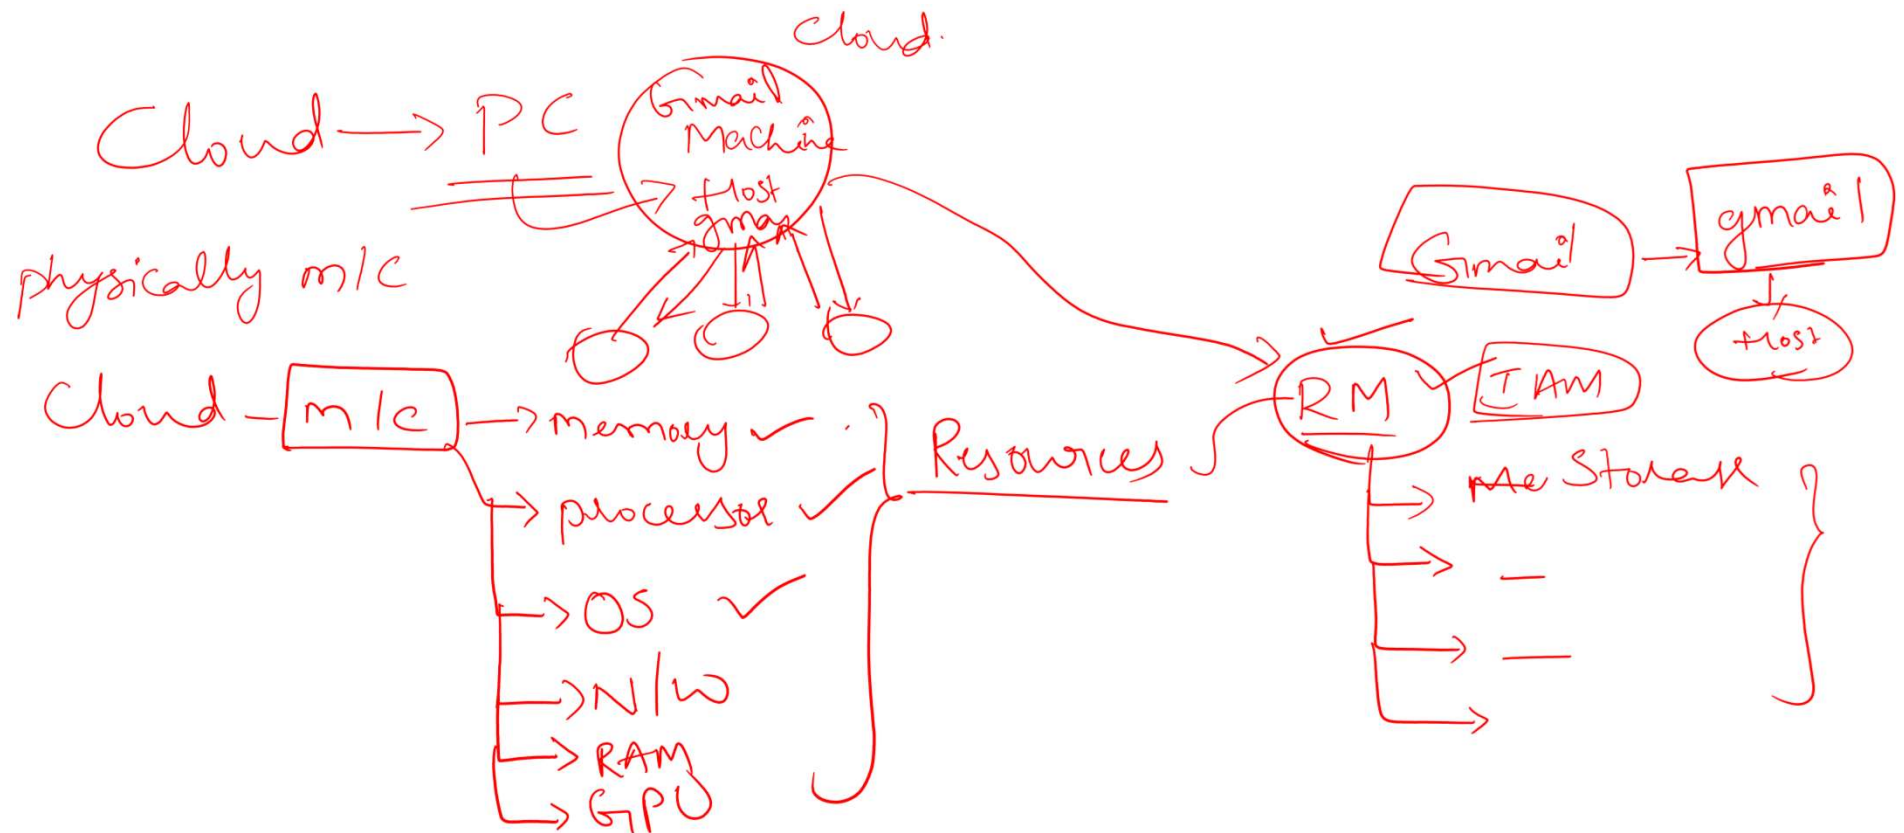 Cloud.
Cloud → PC
Gmail
Machine
Host
gmai
physically m/c
Gmail → gmail
Host
Cloud - m/c → memory
processor
OS
N/W
RAM
GPU
Resources
RM
IAM
Storage